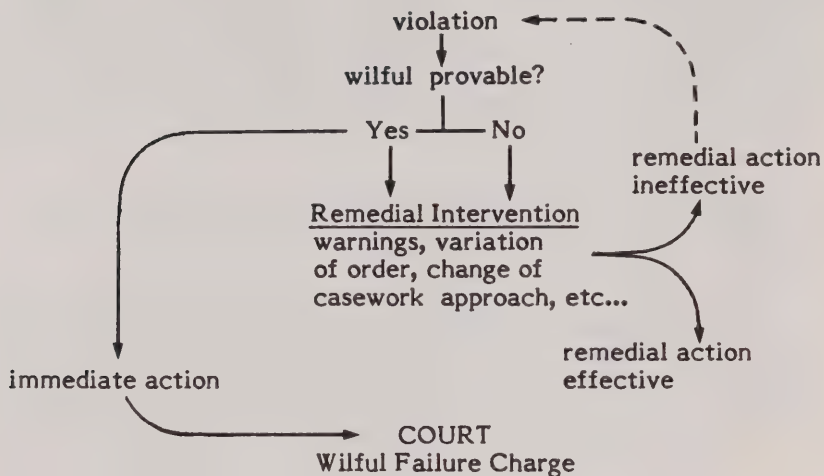 violation
wilful provable?
Yes
No
remedial action
ineffective
Remedial Intervention
warnings, variation
of order, change of
casework approach, etc...
remedial action
effective
immediate action
COURT
Wilful Failure Charge